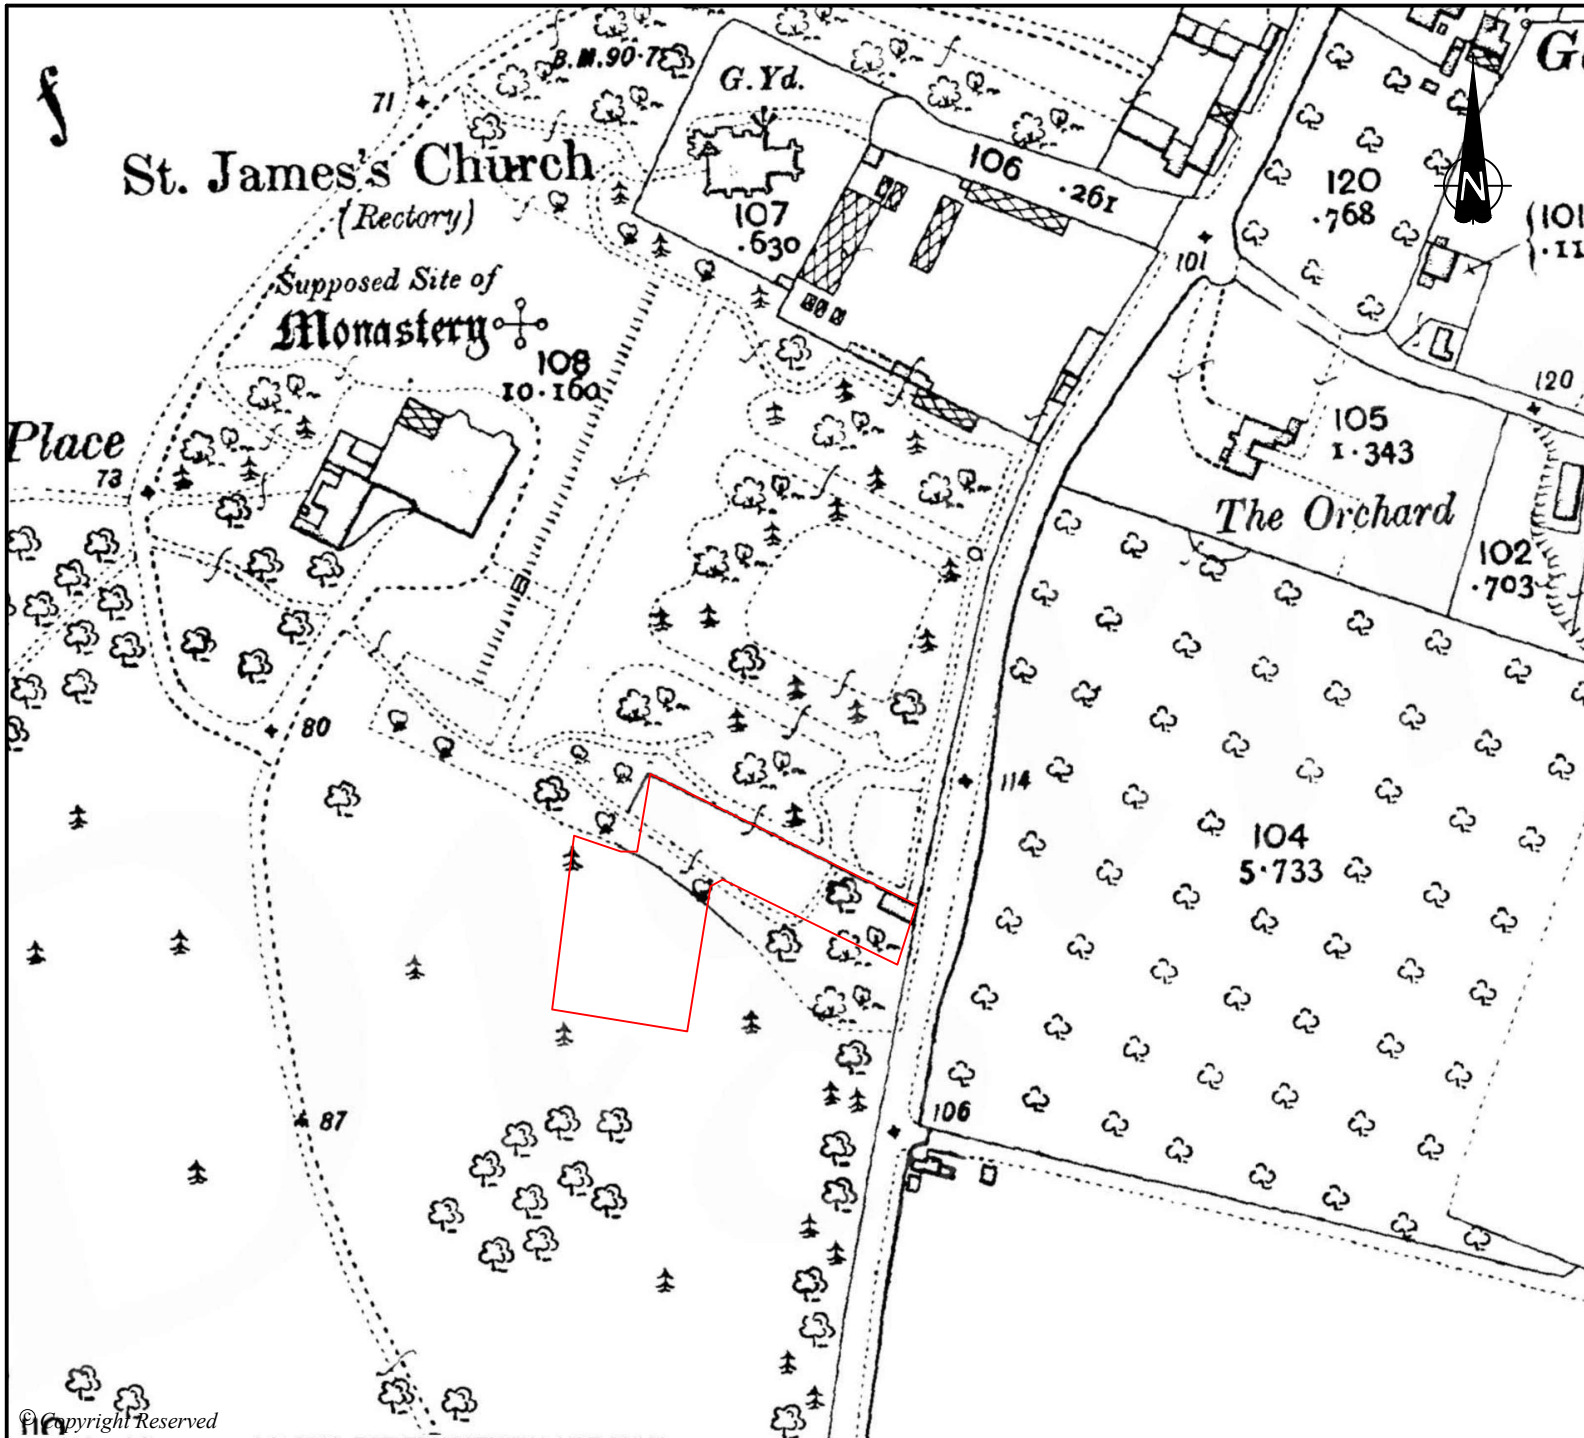 B.M.90·7
G.Yd.
71
St. James's Church
(Rectory)
106 ·261
120
·768
107
·630
101
Supposed Site of
Monastery
108
10·160
120
Place
73
105
1·343
The Orchard
102
·703
80
114
104
5·733
106
87
N
© Copyright Reserved